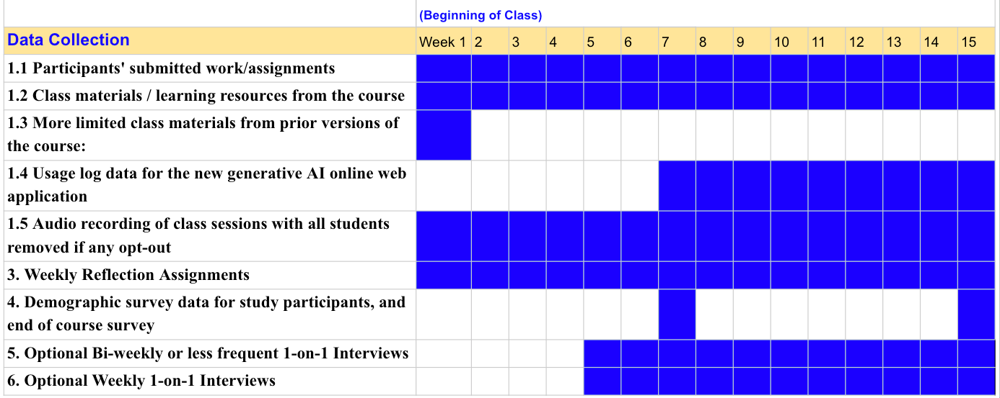 (Beginning of Class)
Data Collection Week 1 2 3 4 5 6 7 8 9 10 11 12 13 14 15
1.1 Participants' submitted work/assignments
1.2 Class materials / learning resources from the course
1.3 More limited class materials from prior versions of
the course:
1.4 Usage log data for the new generative AI online web
application
1.5 Audio recording of class sessions with all students
removed if any opt-out
3. Weekly Reflection Assignments
4. Demographic survey data for study participants, and
end of course survey
5. Optional Bi-weekly or less frequent 1-on-1 Interviews
6. Optional Weekly 1-on-1 Interviews